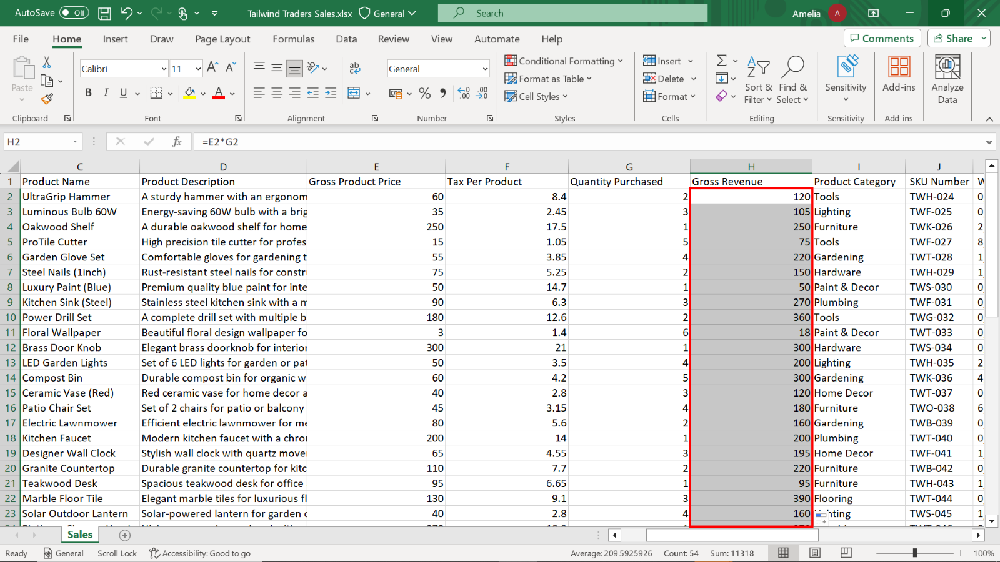 AutoSave Off Tailwind Traders Sales.xlsx General Search Amelia A
File Home Insert Draw Page Layout Formulas Data Review View Automate Help Comments Share
Paste
Clipboard
Calibri 11
B I U A
Font
ab
Alignment
General
% 9 .00 .00
Number
Conditional Formatting
Format as Table
Cell Styles
Styles
Insert
Delete
Format
Cells
Sort & Filter
Find & Select
Editing
Sensitivity
Sensitivity
Add-ins
Add-ins
Analyze Data
H2 fx =E2*G2
C D E F G H I J
1 Product Name Product Description Gross Product Price Tax Per Product Quantity Purchased Gross Revenue Product Category SKU Number
2 UltraGrip Hammer A sturdy hammer with an ergonom 60 8.4 2 120 Tools TWH-024 0
3 Luminous Bulb 60W Energy-saving 60W bulb with a brig 35 2.45 3 105 Lighting TWF-025 0
4 Oakwood Shelf A durable oakwood shelf for home 250 17.5 1 250 Furniture TWK-026 2
5 ProTile Cutter High precision tile cutter for profes 15 1.05 5 75 Tools TWF-027 8
6 Garden Glove Set Comfortable gloves for gardening t 55 3.85 4 220 Gardening TWT-028 1
7 Steel Nails (1inch) Rust-resistant steel nails for constr 75 5.25 2 150 Hardware TWH-029 1
8 Luxury Paint (Blue) Premium quality blue paint for inte 50 14.7 1 50 Paint & Decor TWS-030 0
9 Kitchen Sink (Steel) Stainless steel kitchen sink with a m 90 6.3 3 270 Plumbing TWF-031 0
10 Power Drill Set A complete drill set with multiple b 180 12.6 2 360 Tools TWG-032 0
11 Floral Wallpaper Beautiful floral design wallpaper fo 3 1.4 6 18 Paint & Decor TWT-033 0
12 Brass Door Knob Elegant brass doorknob for interior 300 21 1 300 Hardware TWS-034 0
13 LED Garden Lights Set of 6 LED lights for garden or pat 50 3.5 4 200 Lighting TWH-035 2
14 Compost Bin Durable compost bin for organic w 60 4.2 5 300 Gardening TWK-036 4
15 Ceramic Vase (Red) Red ceramic vase for home decor a 40 2.8 3 120 Home Decor TWT-037 0
16 Patio Chair Set Set of 2 chairs for patio or balcony 45 3.15 4 180 Furniture TWO-038 6
17 Electric Lawnmower Efficient electric lawnmower for me 80 5.6 2 160 Gardening TWB-039 0
18 Kitchen Faucet Modern kitchen faucet with a chro 200 14 1 200 Plumbing TWT-040 0
19 Designer Wall Clock Stylish wall clock with quartz move 65 4.55 3 195 Home Decor TWF-041 1
20 Granite Countertop Durable granite countertop for kitc 110 7.7 2 220 Furniture TWB-042 0
21 Teakwood Desk Spacious teakwood desk for office 95 6.65 1 95 Furniture TWH-043 1
22 Marble Floor Tile Elegant marble tiles for luxurious fl 130 9.1 3 390 Flooring TWT-044 0
23 Solar Outdoor Lantern Solar-powered lantern for garden 40 2.8 4 160 hting TWS-045 1
Sales
Ready General Scroll Lock Accessibility: Good to go Average: 209.5925926 Count: 54 Sum: 11318 100%